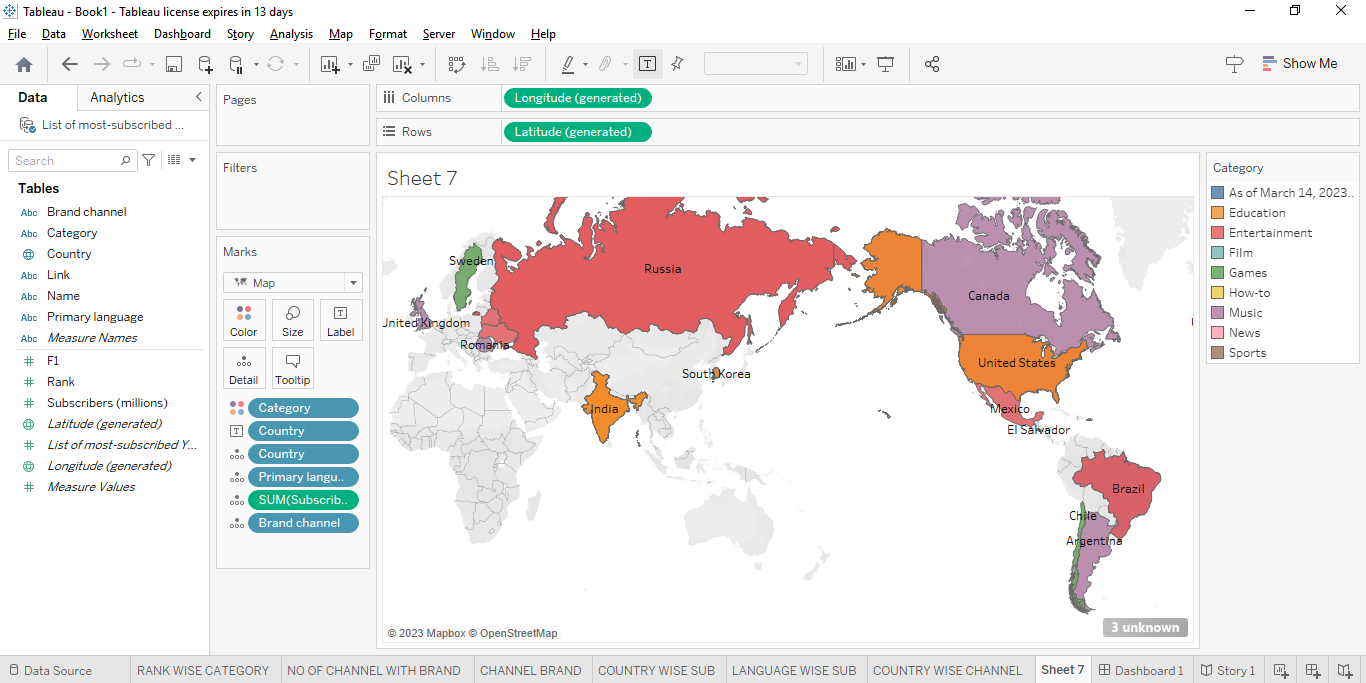 Tableau - Book1 - Tableau license expires in 13 days
File Data Worksheet Dashboard Story Analysis Map Format Server Window Help
Show Me
Data Analytics
List of most-subscribed ...
Search
Tables
Abc Brand channel
Abc Category
Country
Abc Link
Abc Name
Abc Primary language
Abc Measure Names
F1
Rank
Subscribers (millions)
Latitude (generated)
List of most-subscribed Y...
Longitude (generated)
Measure Values
Pages
Filters
Marks
Map
Color Size Label
Detail Tooltip
Category
Country
Country
Primary langu..
SUM(Subscrib..
Brand channel
Columns Longitude (generated)
Rows Latitude (generated)
Sheet 7
Sweden
Russia
Canada
United Kingdom
Romania
United States
South Korea
India
Mexico
El Salvador
Brazil
Chile
Argentina
© 2023 Mapbox © OpenStreetMap
3 unknown
Category
As of March 14, 2023..
Education
Entertainment
Film
Games
How-to
Music
News
Sports
Data Source RANK WISE CATEGORY NO OF CHANNEL WITH BRAND CHANNEL BRAND COUNTRY WISE SUB LANGUAGE WISE SUB COUNTRY WISE CHANNEL Sheet 7 Dashboard 1 Story 1